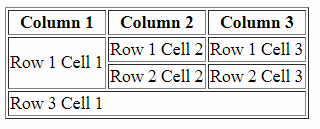 Column 1 Column 2 Column 3
Row 1 Cell 1 Row 1 Cell 2 Row 1 Cell 3
Row 2 Cell 2 Row 2 Cell 3
Row 3 Cell 1